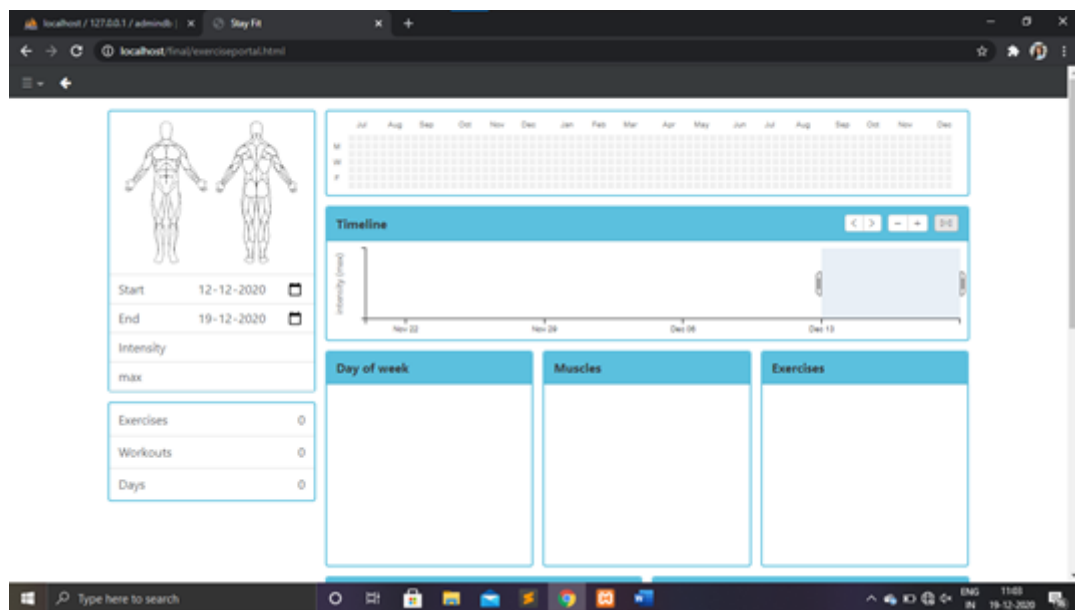 localhost / 127.0.0.1 / admindb |
Stay Fit
localhost/final/exerciseportal.html
Jul Aug Sep Oct Nov Dec Jan Feb Mar Apr May Jun Jul Aug Sep Oct Nov Dec
M
W
F
Timeline
Intensity (max)
Nov 22 Nov 29 Dec 06 Dec 13
Start 12-12-2020
End 19-12-2020
Intensity
max
Exercises 0
Workouts 0
Days 0
Day of week
Muscles
Exercises
Type here to search
ENG
IN
11:03
19-12-2020